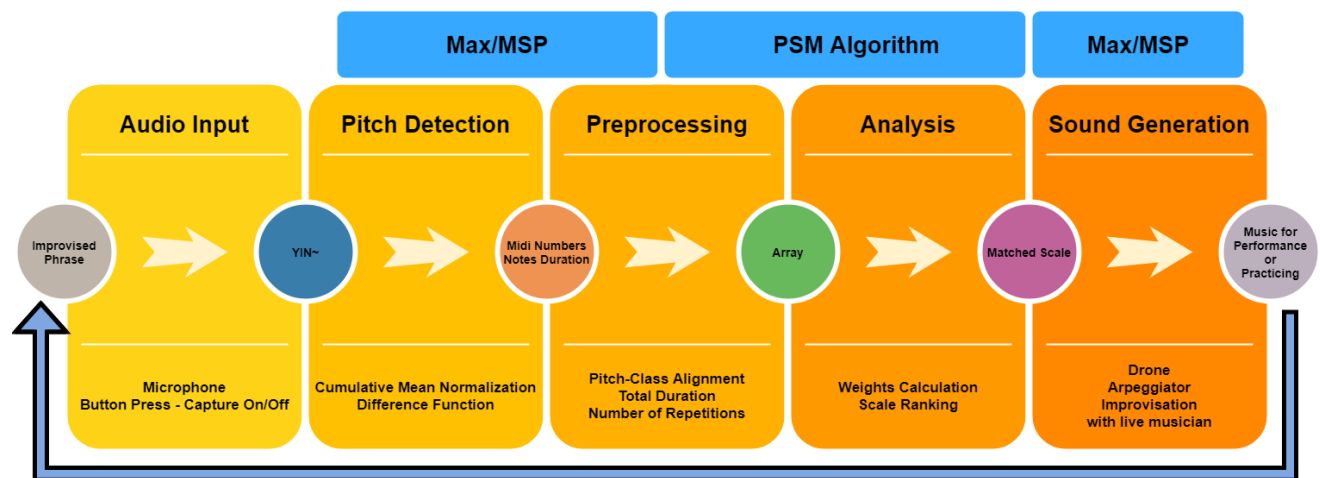 Max/MSP
PSM Algorithm
Max/MSP
Audio Input
Pitch Detection
Preprocessing
Analysis
Sound Generation
Improvised
Phrase
YIN~
Midi Numbers
Notes Duration
Array
Matched Scale
Music for
Performance
or
Practicing
Microphone
Button Press - Capture On/Off
Cumulative Mean Normalization
Difference Function
Pitch-Class Alignment
Total Duration
Number of Repetitions
Weights Calculation
Scale Ranking
Drone
Arpeggiator
Improvisation
with live musician